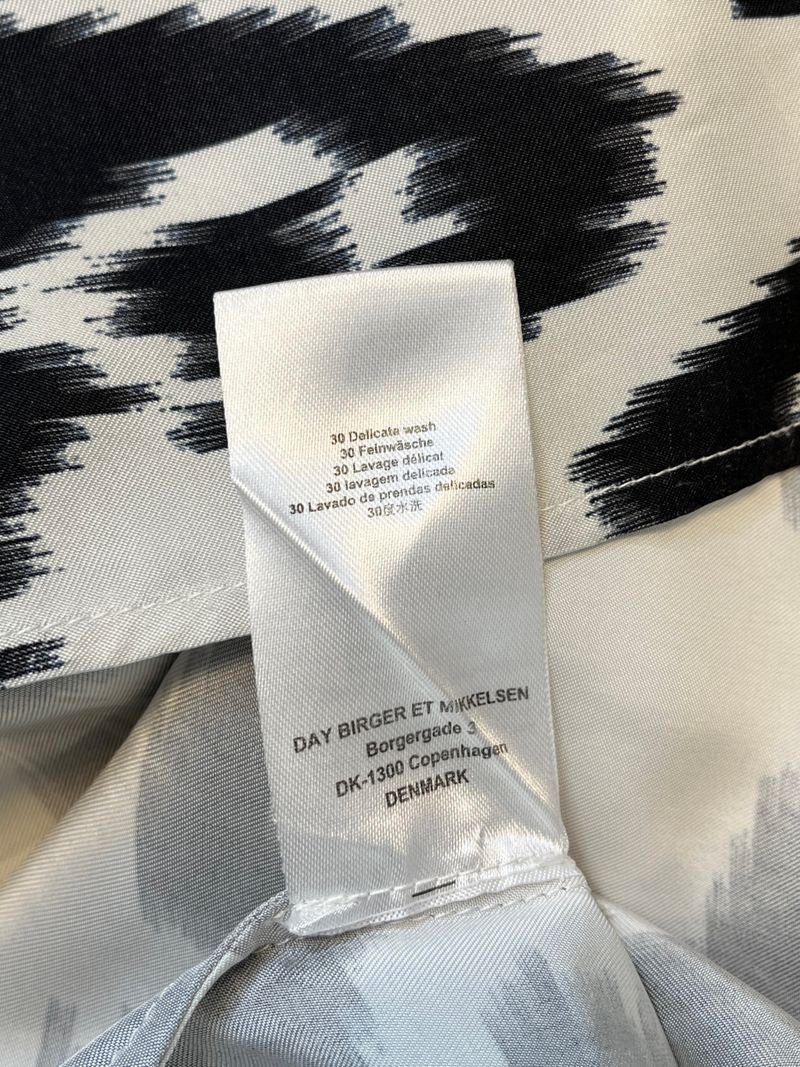 30 Delicate wash
30 Feinwäsche
30 Lavage délicat
30 lavagem delicada
30 Lavado de prendas delicadas
30度水洗
DAY BIRGER ET MIKKELSEN
Borgergade 3
DK-1300 Copenhagen
DENMARK